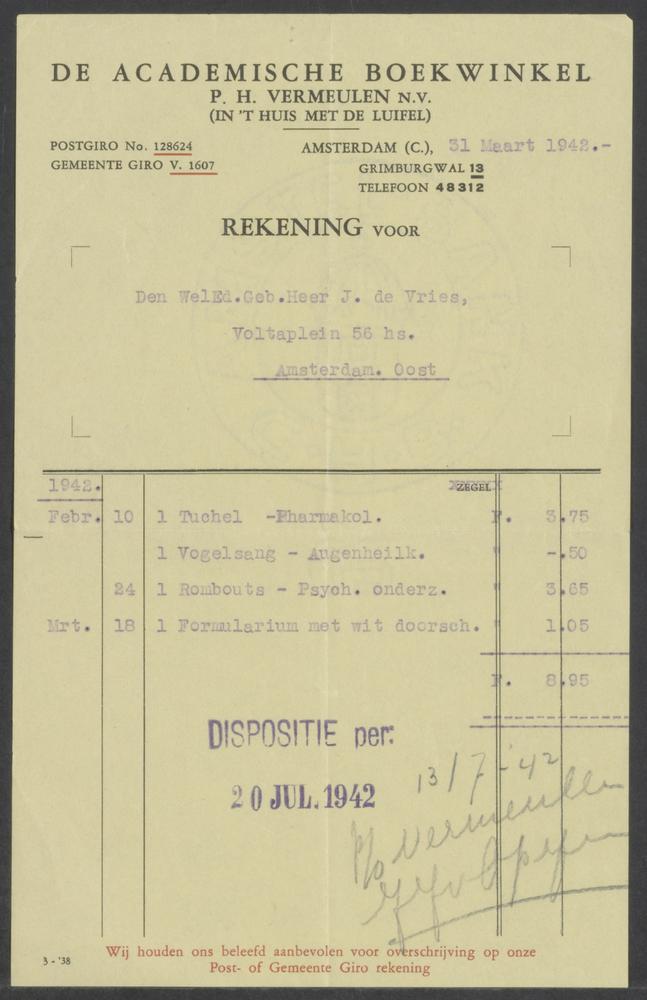 DE ACADEMISCHE BOEKWINKEL
P. H. VERMEULEN N.V.
(IN 'T HUIS MET DE LUIFEL)
POSTGIRO No. 128624
GEMEENTE GIRO V. 1607
AMSTERDAM (C.), 31 Maart 1942.-
GRIMBURGWAL 13
TELEFOON 48312
REKENING VOOR
Den WelEd.Geb.Heer J. de Vries,
Voltaplein 56 hs.
Amsterdam. Oost
1942. ZEGEL
Febr. 10 1 Tuchel -Pharmakol. F. 3.75
1 Vogelsang - Augenheilk. " -.50
24 1 Rombouts - Psych. onderz. " 3.65
Mrt. 18 1 Formularium met wit doorsch. " 1.05
F. 8.95
DISPOSITIE per:
20 JUL. 1942
13/7-42
p/o Vermeulen
3 - '38
Wij houden ons beleefd aanbevolen voor overschrijving op onze
Post- of Gemeente Giro rekening